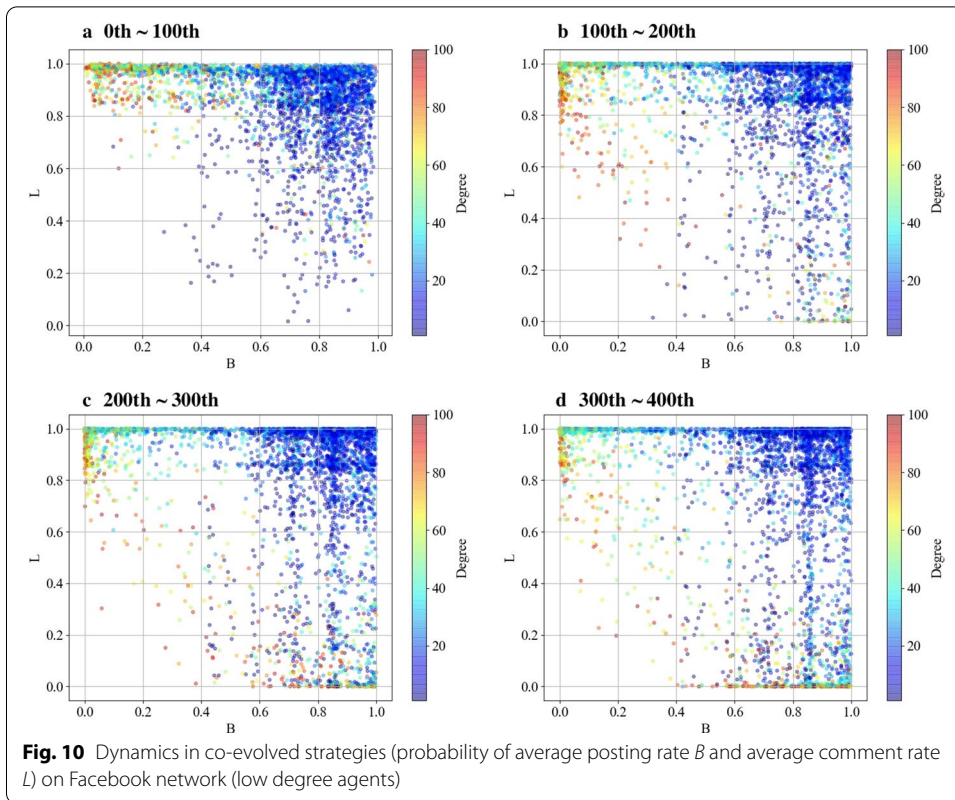 a 0th ~ 100th
1.0
0.8
0.6
0.4
0.2
0.0
L
0.0 0.2 0.4 0.6 0.8 1.0
B
100
80
60
40
20
Degree
b 100th ~ 200th
1.0
0.8
0.6
0.4
0.2
0.0
L
0.0 0.2 0.4 0.6 0.8 1.0
B
100
80
60
40
20
Degree
c 200th ~ 300th
1.0
0.8
0.6
0.4
0.2
0.0
L
0.0 0.2 0.4 0.6 0.8 1.0
B
100
80
60
40
20
Degree
d 300th ~ 400th
1.0
0.8
0.6
0.4
0.2
0.0
L
0.0 0.2 0.4 0.6 0.8 1.0
B
100
80
60
40
20
Degree
Fig. 10 Dynamics in co-evolved strategies (probability of average posting rate B and average comment rate
L) on Facebook network (low degree agents)